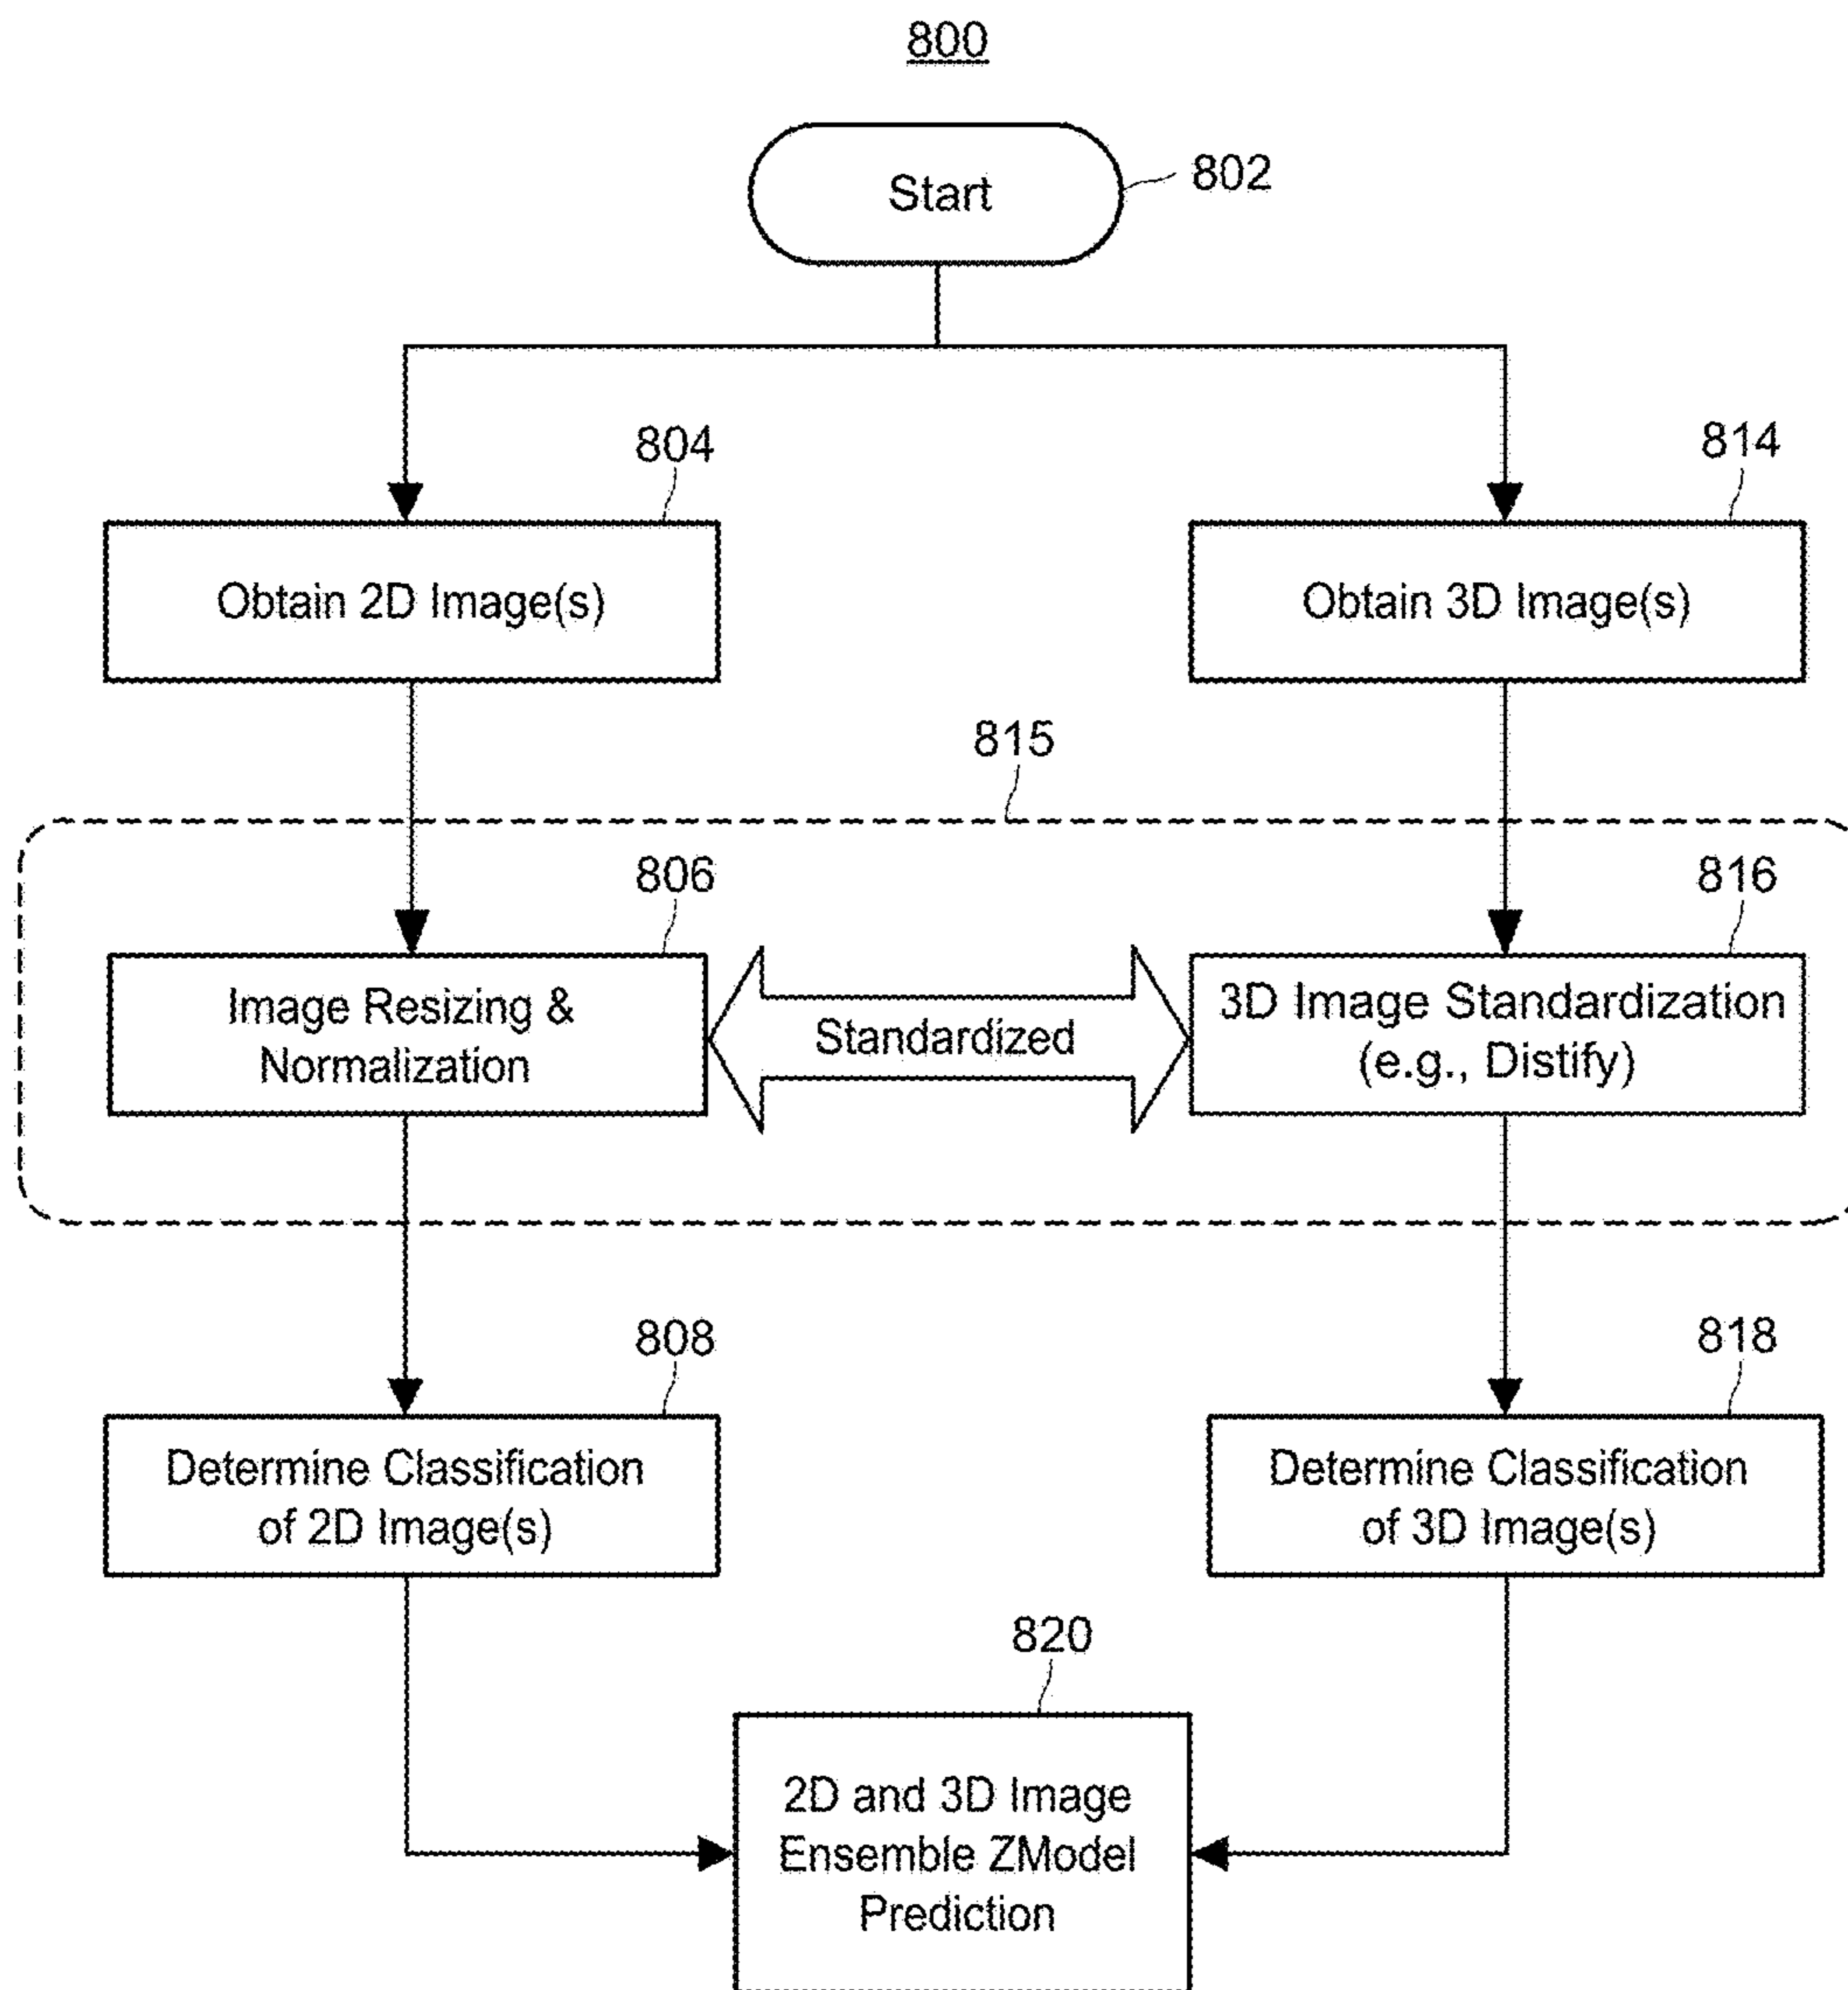 800
Start
802
804
814
Obtain 2D Image(s)
Obtain 3D Image(s)
815
806
816
Image Resizing &
Normalization
Standardized
3D Image Standardization
(e.g., Distify)
808
818
Determine Classification
of 2D Image(s)
Determine Classification
of 3D Image(s)
820
2D and 3D Image
Ensemble ZModel
Prediction